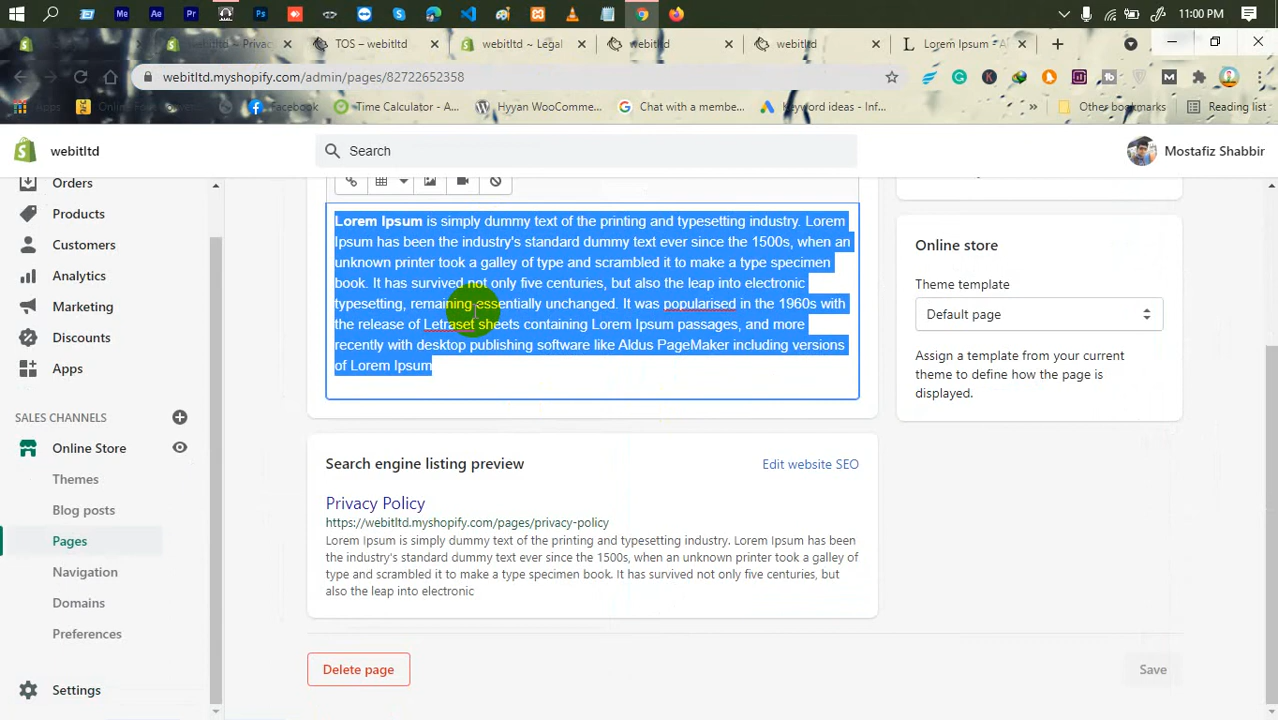 11:00 PM
webitltd ~ Privac
TOS ~ webitltd
webitltd ~ Legal
webitltd
webitltd
Lorem Ipsum - A
webitltd.myshopify.com/admin/pages/82722652358
Apps
Facebook
Time Calculator - A...
Hyyan WooComme...
Chat with a membe...
Keyword ideas - Inf...
Other bookmarks
Reading list
webitltd
Search
Mostafiz Shabbir
Orders
Products
Customers
Analytics
Marketing
Discounts
Apps
SALES CHANNELS
Online Store
Themes
Blog posts
Pages
Navigation
Domains
Preferences
Settings
Lorem Ipsum is simply dummy text of the printing and typesetting industry. Lorem
Ipsum has been the industry's standard dummy text ever since the 1500s, when an
unknown printer took a galley of type and scrambled it to make a type specimen
book. It has survived not only five centuries, but also the leap into electronic
typesetting, remaining essentially unchanged. It was popularised in the 1960s with
the release of Letraset sheets containing Lorem Ipsum passages, and more
recently with desktop publishing software like Aldus PageMaker including versions
of Lorem Ipsum
Search engine listing preview
Edit website SEO
Privacy Policy
https://webitltd.myshopify.com/pages/privacy-policy
Lorem Ipsum is simply dummy text of the printing and typesetting industry. Lorem Ipsum has been
the industry's standard dummy text ever since the 1500s, when an unknown printer took a galley of
type and scrambled it to make a type specimen book. It has survived not only five centuries, but
also the leap into electronic
Delete page
Save
Online store
Theme template
Default page
Assign a template from your current
theme to define how the page is
displayed.